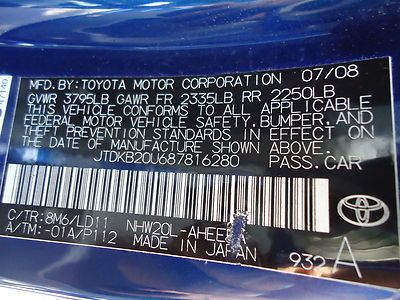 MFD.BY:TOYOTA MOTOR CORPORATION 07/08
GVWR 3795LB GAWR FR 2335LB RR 2250LB
THIS VEHICLE CONFORMS TO ALL APPLICABLE
FEDERAL MOTOR VEHICLE SAFETY, BUMPER, AND
THEFT PREVENTION STANDARDS IN EFFECT ON
THE DATE OF MANUFACTURE SHOWN ABOVE.
JTDKB20U687816280 PASS.CAR
C/TR:8M6/LD11 NHW20L-
A/TM:-01A/P112 MADE IN JAPAN
932 A
TOYOTA